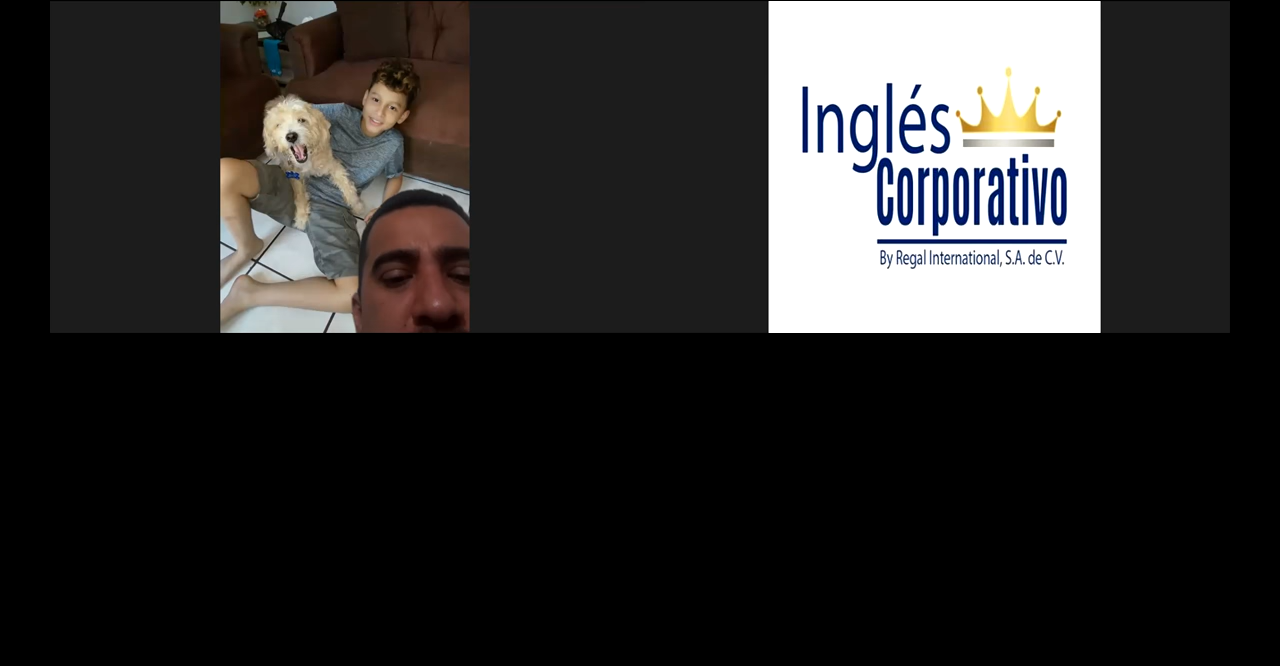 Inglés
Corporativo
By Regal International, S.A. de C.V.